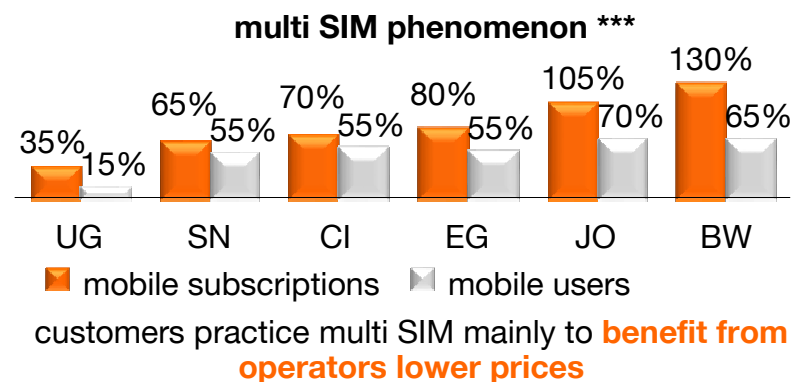 multi SIM phenomenon ***
35% 15% 65% 55% 70% 55% 80% 55% 105% 70% 130% 65%
UG SN CI EG JO BW
mobile subscriptions mobile users
customers practice multi SIM mainly to benefit from
operators lower prices